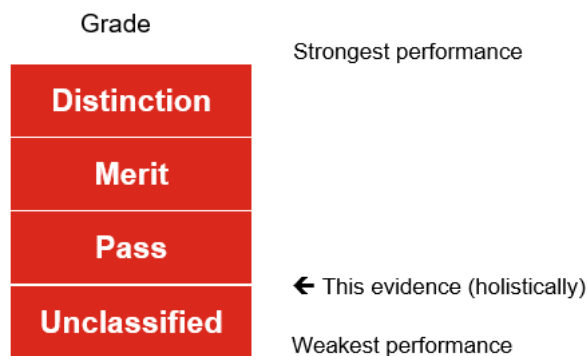 Grade
Strongest performance
Distinction
Merit
Pass
← This evidence (holistically)
Unclassified
Weakest performance